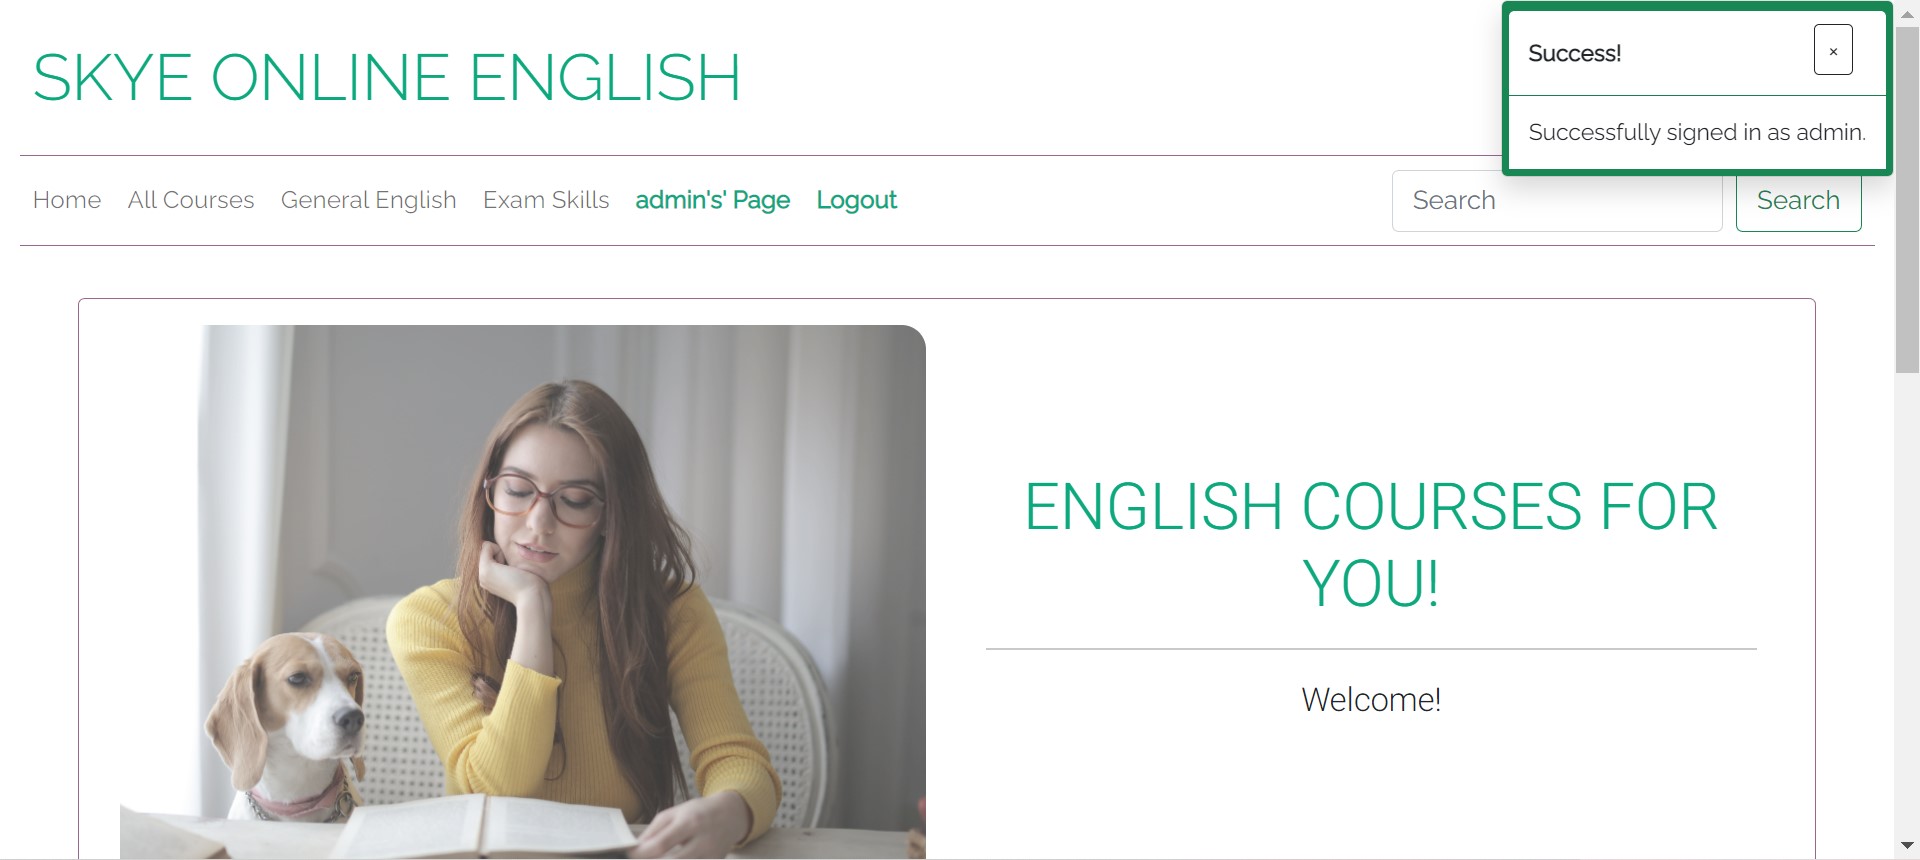 SKYE ONLINE ENGLISH
Success!
×
Successfully signed in as admin.
Home All Courses General English Exam Skills admin's' Page Logout Search Search
ENGLISH COURSES FOR
YOU!
Welcome!